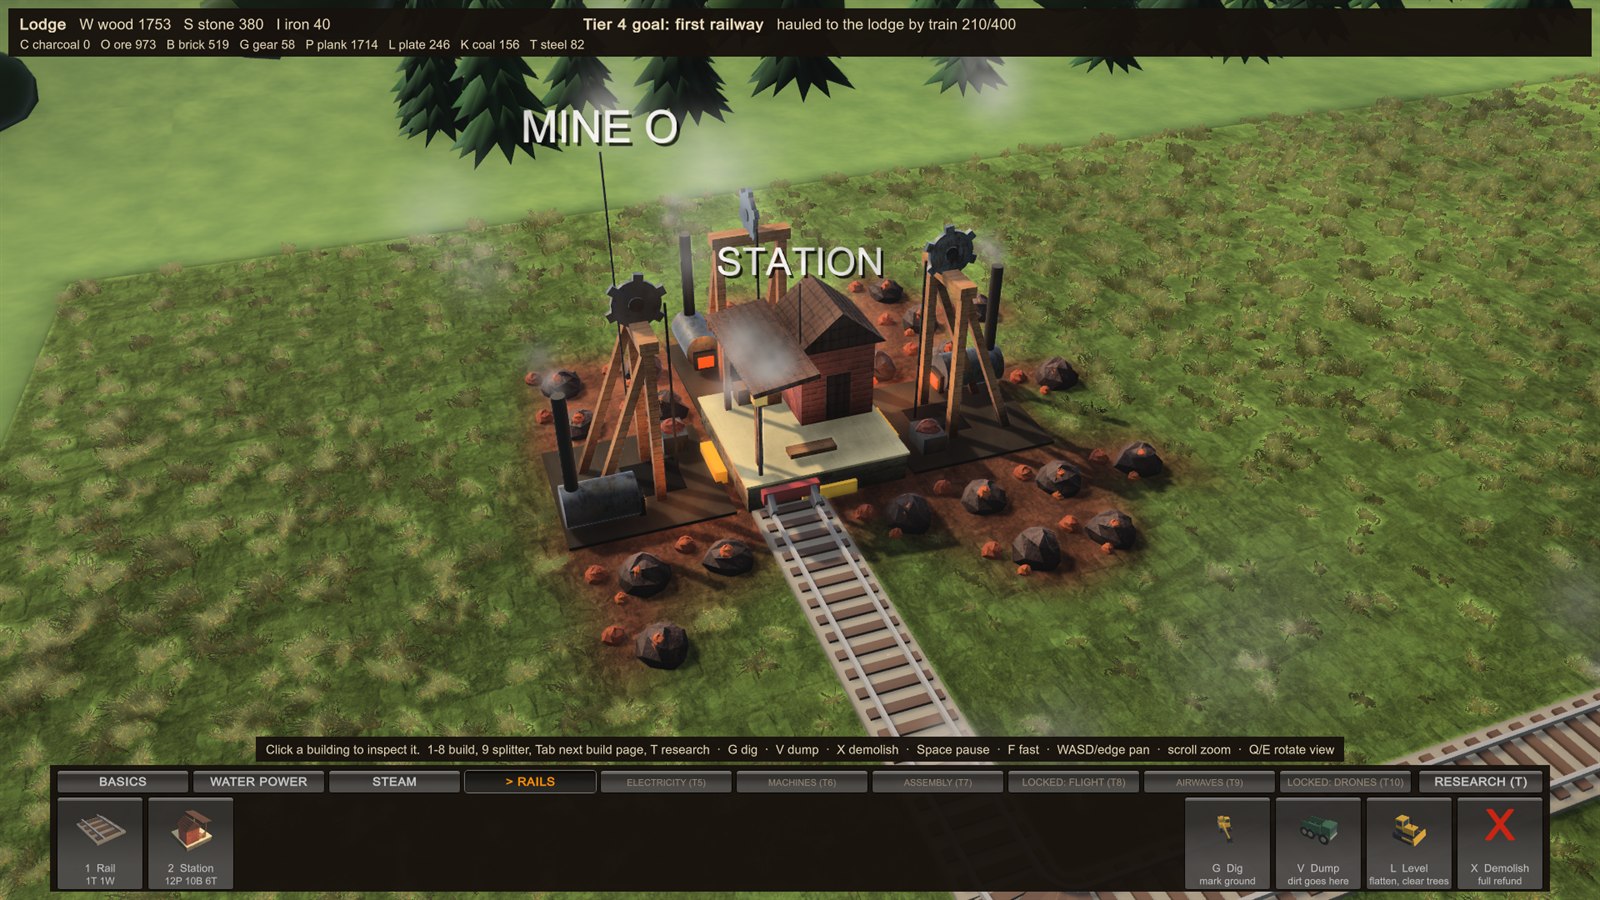 Lodge W wood 1753 S stone 380 I iron 40
Tier 4 goal: first railway hauled to the lodge by train 210/400
C charcoal 0 O ore 973 B brick 519 G gear 58 P plank 1714 L plate 246 K coal 156 T steel 82
MINE O
STATION
Click a building to inspect it. 1-8 build, 9 splitter, Tab next build page, T research · G dig · V dump · X demolish · Space pause · F fast · WASD/edge pan · scroll zoom · Q/E rotate view
BASICS
WATER POWER
STEAM
> RAILS
ELECTRICITY (T5)
MACHINES (T6)
ASSEMBLY (T7)
LOCKED: FLIGHT (T8)
AIRWAYS (T9)
LOCKED: DRONES (T10)
RESEARCH (T)
1 Rail
1T 1W
2 Station
12P 10B 6T
G Dig
mark ground
V Dump
dirt goes here
L Level
flatten, clear trees
X Demolish
full refund